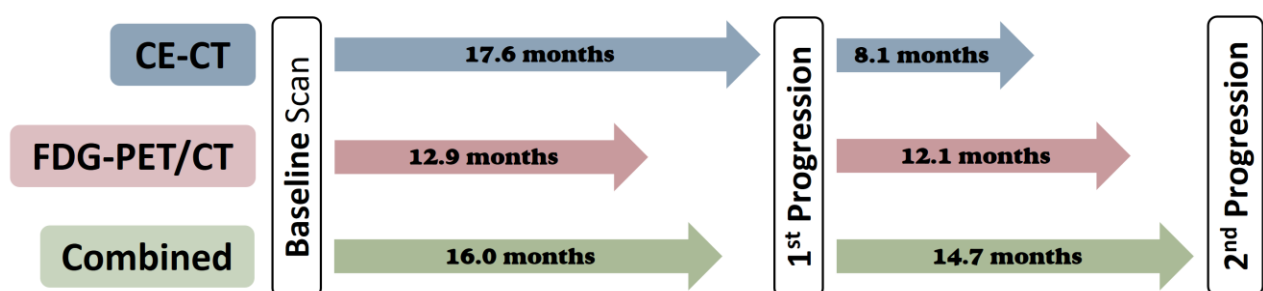 CE-CT
FDG-PET/CT
Combined
Baseline Scan
17.6 months
12.9 months
16.0 months
1st Progression
8.1 months
12.1 months
14.7 months
2nd Progression